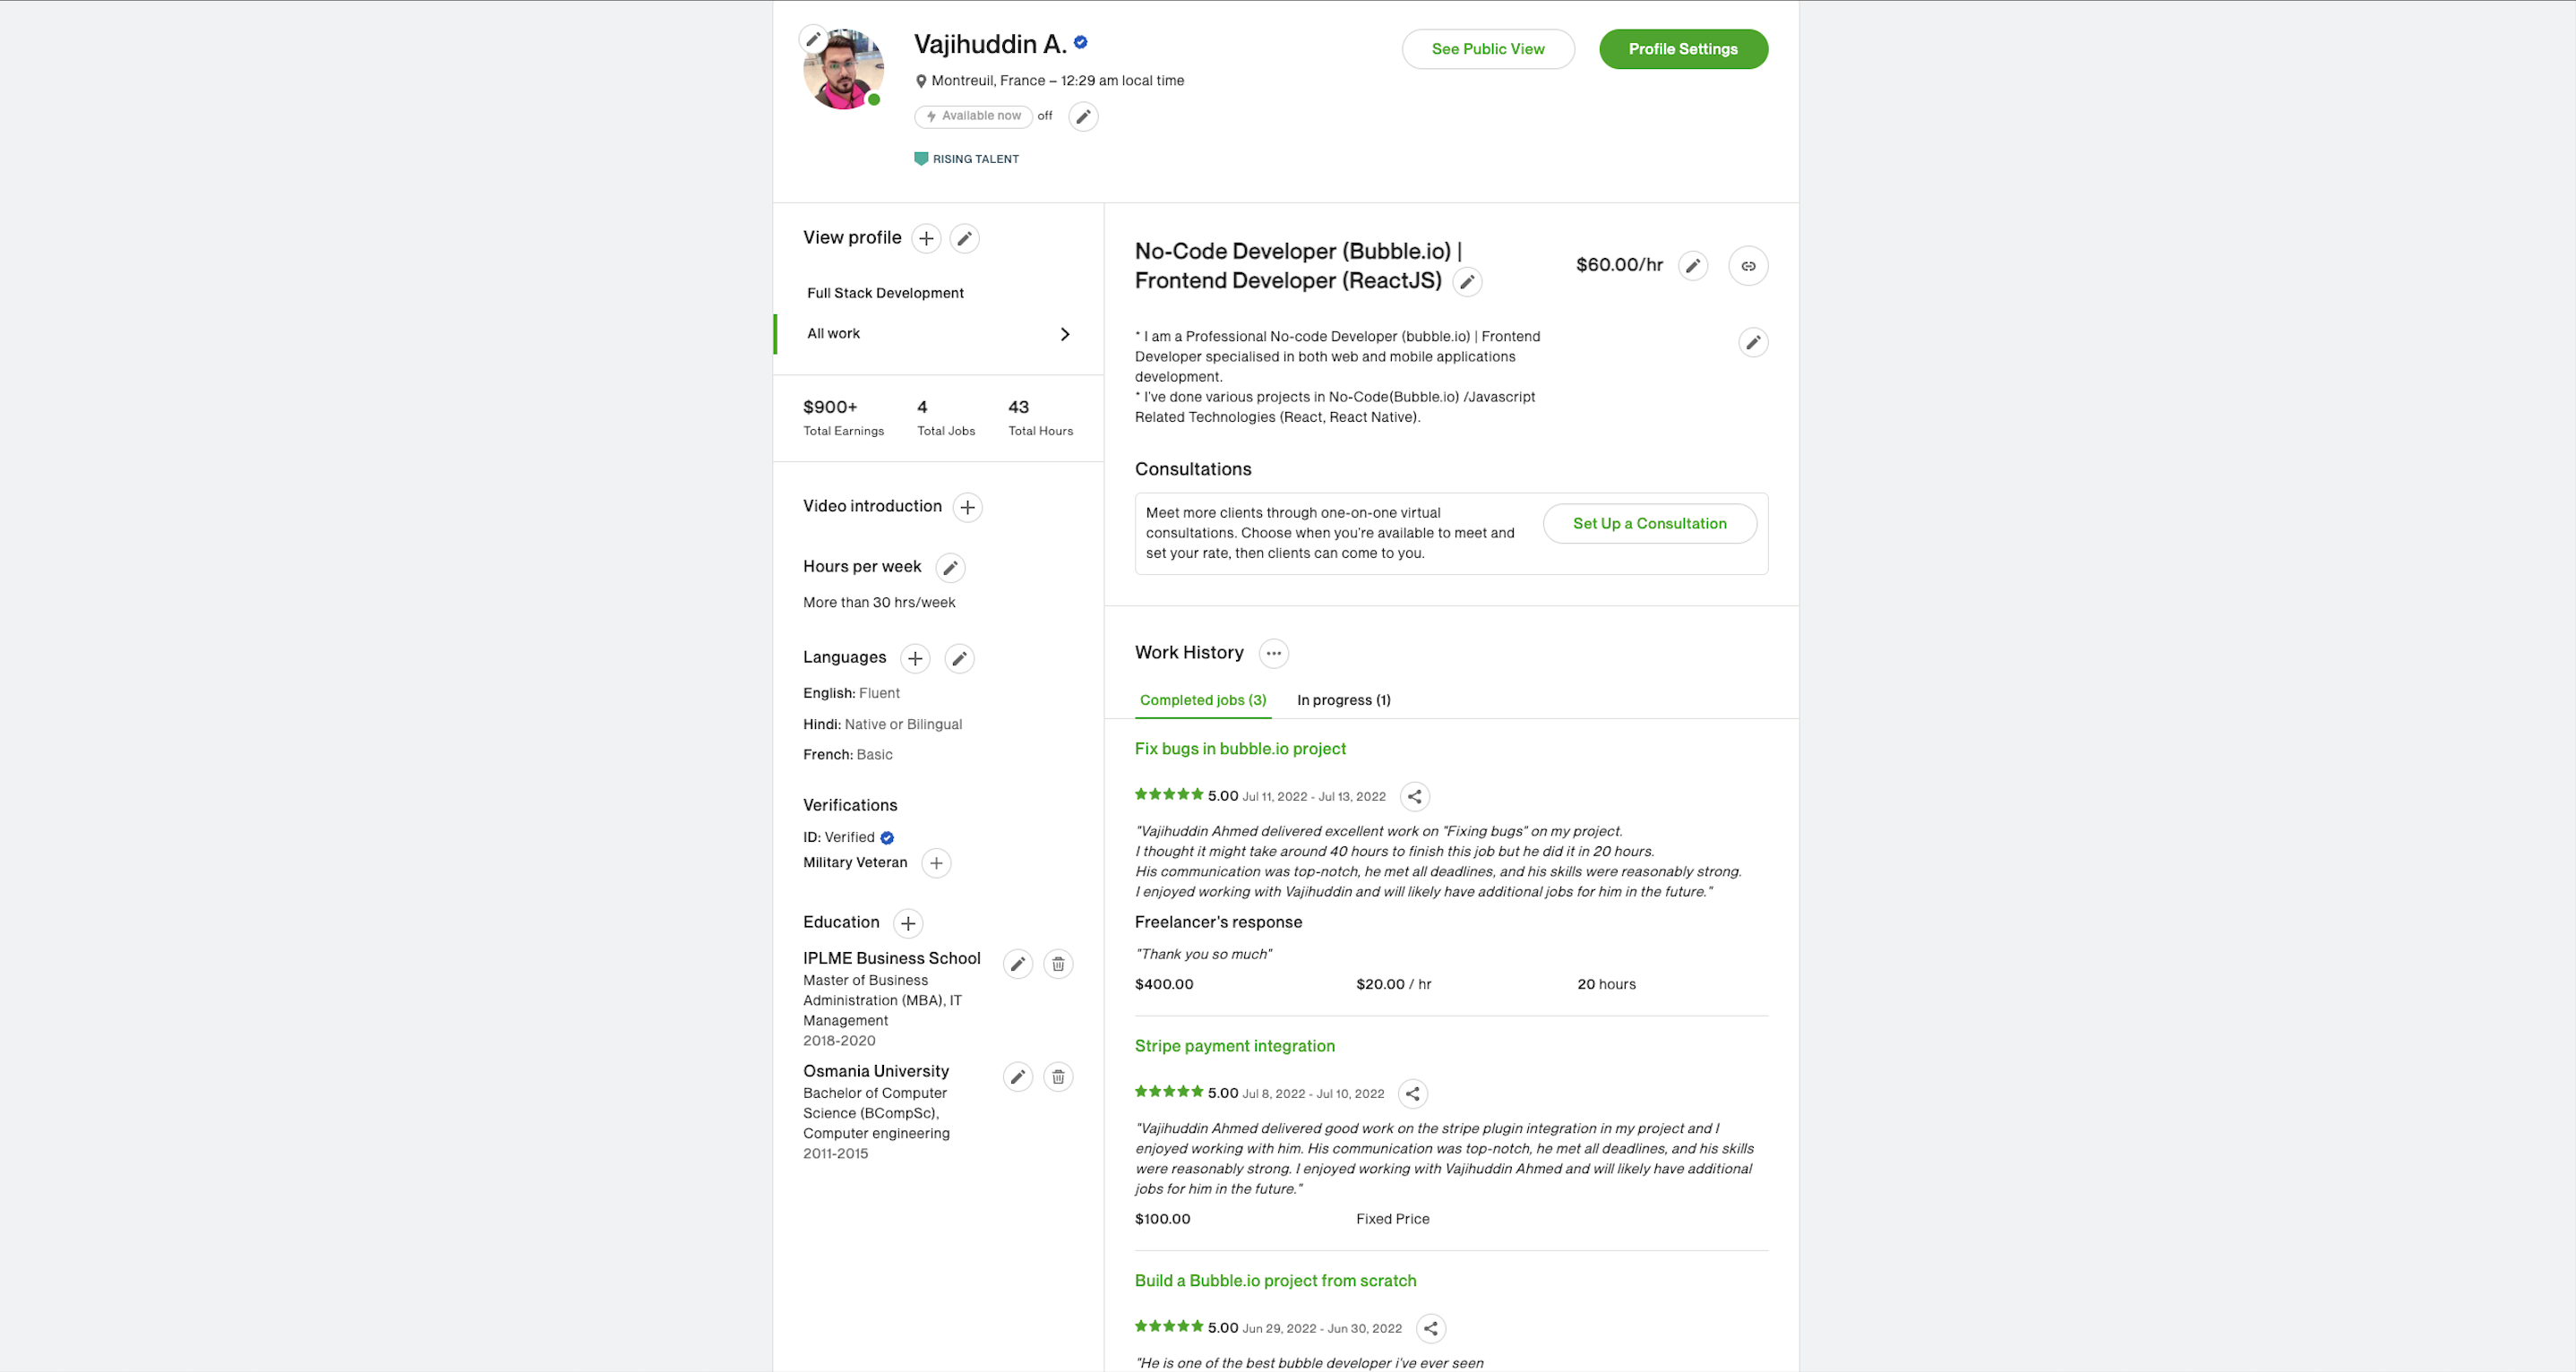 Vajihuddin A.
Montreuil, France – 12:29 am local time
Available now off
RISING TALENT
See Public View
Profile Settings
View profile
Full Stack Development
All work
$900+ 4 43
Total Earnings Total Jobs Total Hours
Video introduction
Hours per week
More than 30 hrs/week
Languages
English: Fluent
Hindi: Native or Bilingual
French: Basic
Verifications
ID: Verified
Military Veteran
Education
IPLME Business School
Master of Business
Administration (MBA), IT
Management
2018-2020
Osmania University
Bachelor of Computer
Science (BCompSc),
Computer engineering
2011-2015
No-Code Developer (Bubble.io) |
Frontend Developer (ReactJS)
$60.00/hr
* I am a Professional No-code Developer (bubble.io) | Frontend
Developer specialised in both web and mobile applications
development.
* I've done various projects in No-Code(Bubble.io) /Javascript
Related Technologies (React, React Native).
Consultations
Meet more clients through one-on-one virtual
consultations. Choose when you're available to meet and
set your rate, then clients can come to you.
Set Up a Consultation
Work History
Completed jobs (3) In progress (1)
Fix bugs in bubble.io project
5.00 Jul 11, 2022 - Jul 13, 2022
"Vajihuddin Ahmed delivered excellent work on "Fixing bugs" on my project.
I thought it might take around 40 hours to finish this job but he did it in 20 hours.
His communication was top-notch, he met all deadlines, and his skills were reasonably strong.
I enjoyed working with Vajihuddin and will likely have additional jobs for him in the future."
Freelancer's response
"Thank you so much"
$400.00 $20.00 / hr 20 hours
Stripe payment integration
5.00 Jul 8, 2022 - Jul 10, 2022
"Vajihuddin Ahmed delivered good work on the stripe plugin integration in my project and I
enjoyed working with him. His communication was top-notch, he met all deadlines, and his skills
were reasonably strong. I enjoyed working with Vajihuddin Ahmed and will likely have additional
jobs for him in the future."
$100.00 Fixed Price
Build a Bubble.io project from scratch
5.00 Jun 29, 2022 - Jun 30, 2022
"He is one of the best bubble developer i've ever seen